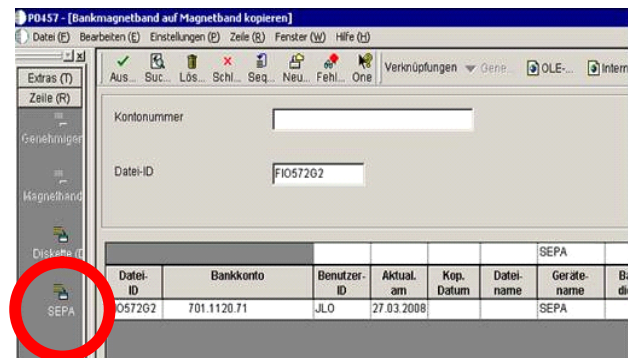 P0457 - [Bankmagnetband auf Magnetband kopieren]
Datei (F) Bearbeiten (E) Einstellungen (P) Zeile (R) Fenster (W) Hilfe (H)
Extras (T)
Aus... Suc... Lös... Schl... Seq... Neu... Fehl... One
Verknüpfungen Gene... OLE-... Intern
Zeile (R)
Genehmigen
Kontonummer
Magnetband
Datei-ID FI0572G2
Diskette (D
SEPA
SEPA
Datei-ID Bankkonto Benutzer-ID Aktual. am Kop. Datum Datei-name Geräte-name
I0572G2 701.1120.71 JLO 27.03.2008 SEPA